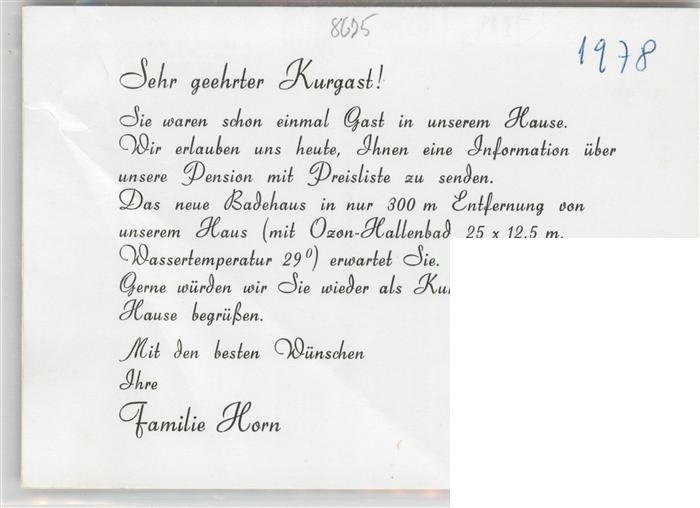 8625
1978
Sehr geehrter Kurgast!
Sie waren schon einmal Gast in unserem Hause.
Wir erlauben uns heute, Ihnen eine Information über
unsere Pension mit Preisliste zu senden.
Das neue Badehaus in nur 300 m Entfernung von
unserem Haus (mit Ozon-Hallenbad 25 x 12,5 m,
Wassertemperatur 29⁰) erwartet Sie.
Gerne würden wir Sie wieder als
Hause begrüßen.
Mit den besten Wünschen
Ihre
Familie Horn